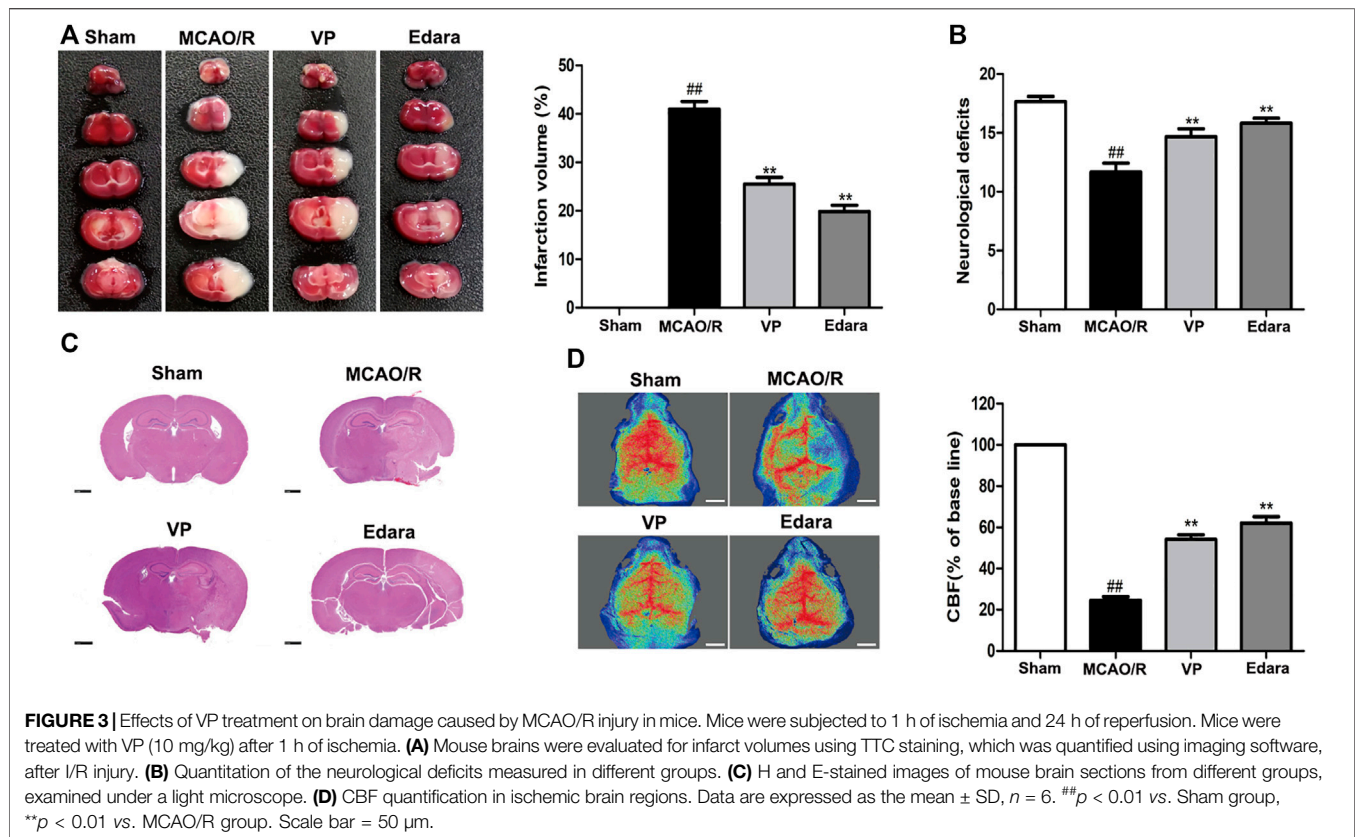 A
Sham
MCAO/R
VP
Edara
Infarction volume (%)
50
40
30
20
10
0
##
**
**
Sham
MCAO/R
VP
Edara
B
Neurological deficits
20
15
10
5
0
##
**
**
Sham
MCAO/R
VP
Edara
C
Sham
MCAO/R
VP
Edara
D
Sham
MCAO/R
VP
Edara
CBF(% of base line)
120
100
80
60
40
20
0
##
**
**
Sham
MCAO/R
VP
Edara
FIGURE 3 | Effects of VP treatment on brain damage caused by MCAO/R injury in mice. Mice were subjected to 1 h of ischemia and 24 h of reperfusion. Mice were
treated with VP (10 mg/kg) after 1 h of ischemia. (A) Mouse brains were evaluated for infarct volumes using TTC staining, which was quantified using imaging software,
after I/R injury. (B) Quantitation of the neurological deficits measured in different groups. (C) H and E-stained images of mouse brain sections from different groups,
examined under a light microscope. (D) CBF quantification in ischemic brain regions. Data are expressed as the mean ± SD, n = 6. ##p < 0.01 vs. Sham group,
**p < 0.01 vs. MCAO/R group. Scale bar = 50 μm.